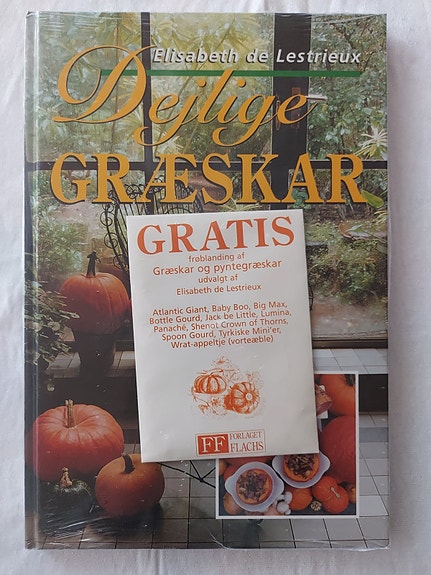 Elisabeth de Lestrieux
Dejlige
GRÆSKAR
GRATIS
frøblanding af
Græskar og pyntegræskar
udvalgt af
Elisabeth de Lestrieux
Atlantic Giant, Baby Boo, Big Max,
Bottle Gourd, Jack be Little, Lumina,
Panaché, Shenot Crown of Thorns,
Spoon Gourd, Tyrkiske Mini'er,
Wrat-appeltje (vorteæble)
FF FORLAGET
FLACHS